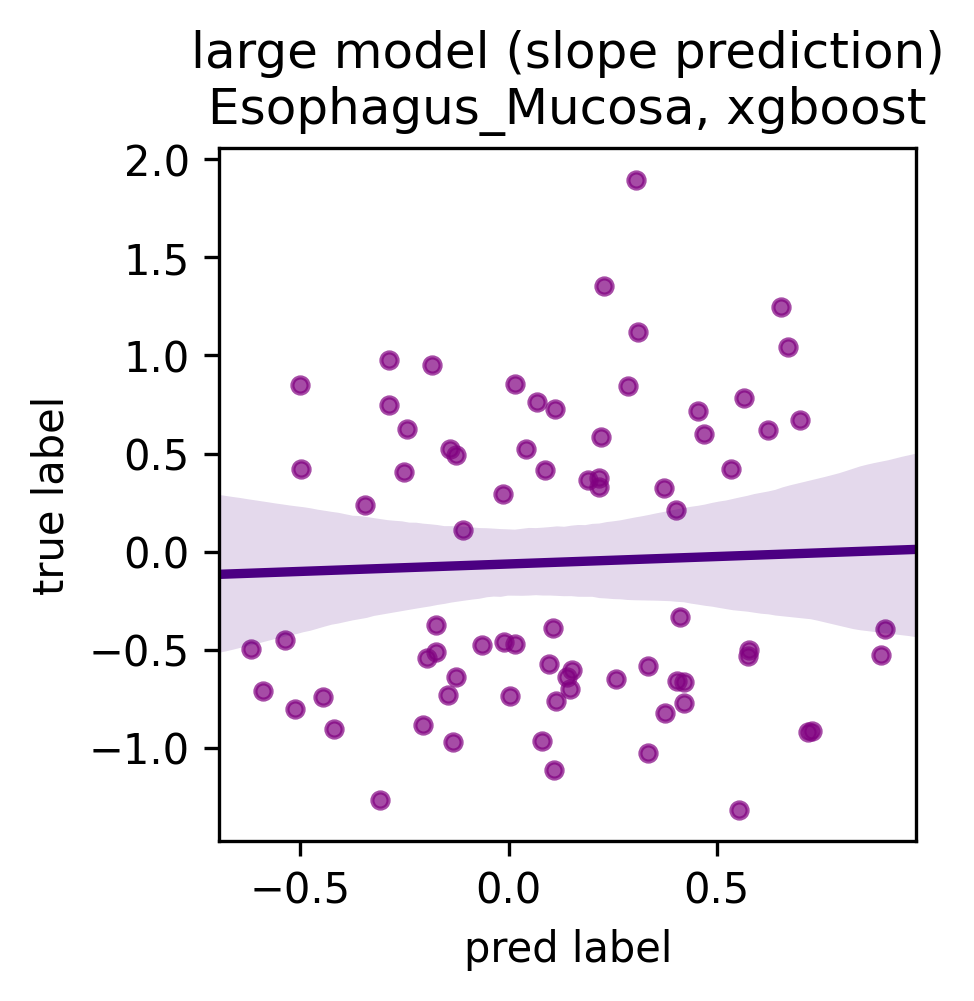 large model (slope prediction)
Esophagus_Mucosa, xgboost
2.0
1.5
1.0
0.5
0.0
−0.5
−1.0
true label
−0.5
0.0
0.5
pred label